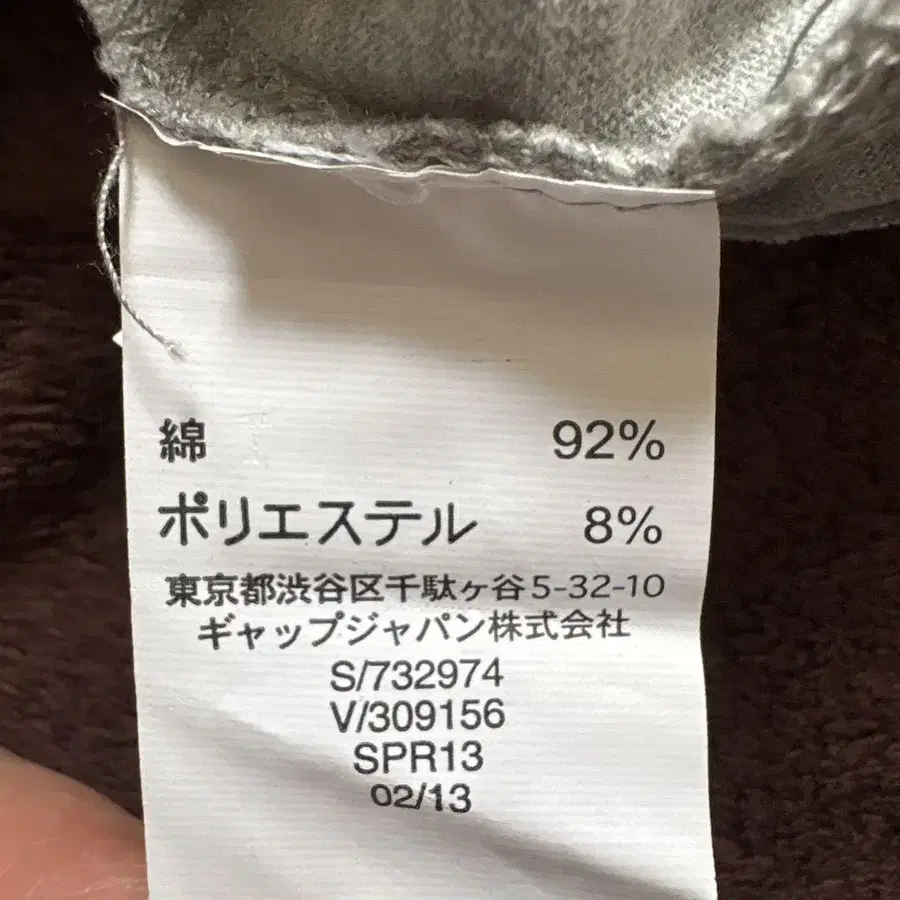 綿 92%
ポリエステル 8%
東京都渋谷区千駄ヶ谷5-32-10
ギャップジャパン株式会社
S/732974
V/309156
SPR13
02/13